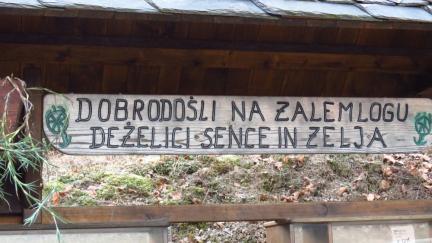 DOBRODOŠLI NA ZALEMLOGU
DEŽELICI SENCE IN ZELJA